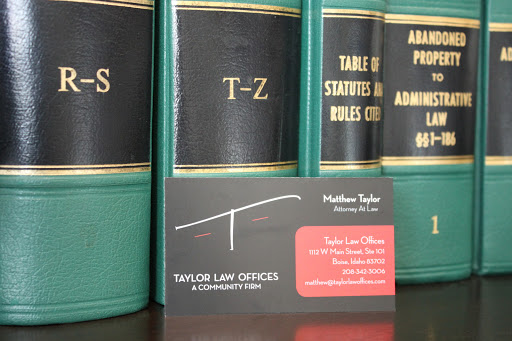 R–S
T–Z
TABLE OF
STATUTES AN
RULES CITED
ABANDONED
PROPERTY
TO
ADMINISTRATIVE
LAW
§§ 1–186
1
Matthew Taylor
Attorney At Law
TAYLOR LAW OFFICES
A COMMUNITY FIRM
Taylor Law Offices
1112 W Main Street, Ste 101
Boise, Idaho 83702
208-342-3006
matthew@taylorlawoffices.com